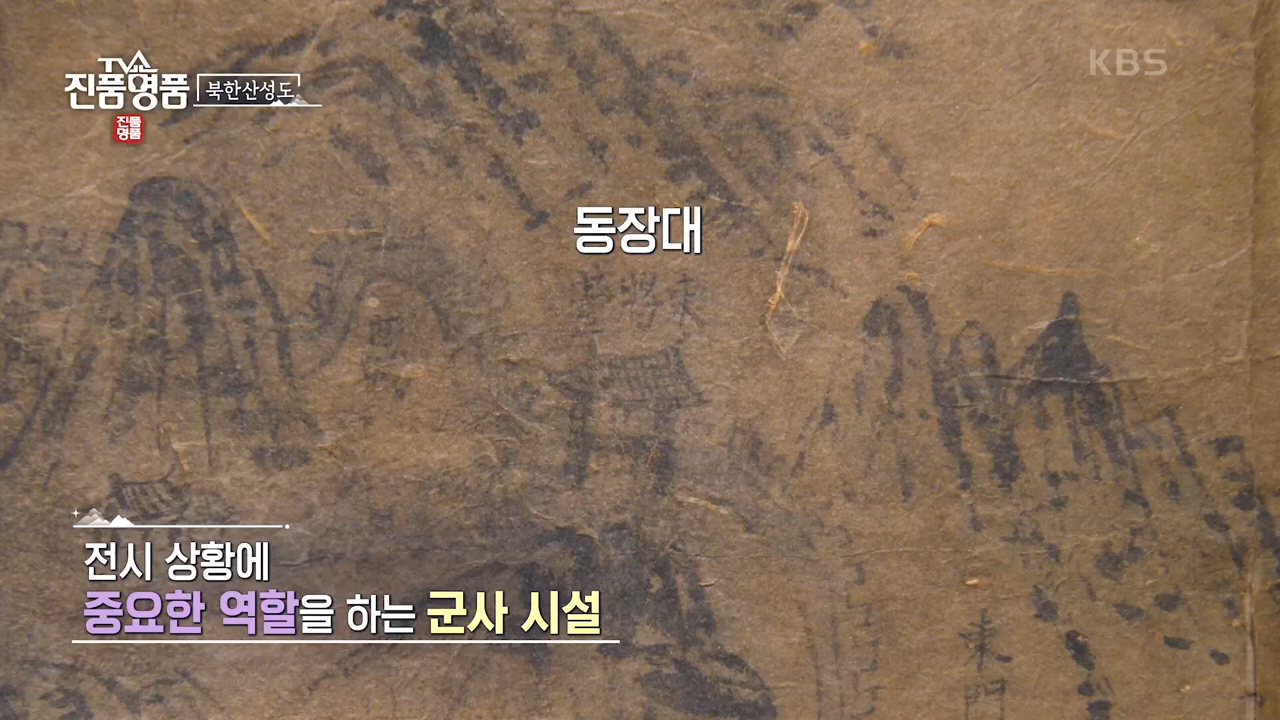 TV쇼
진품명품
북한산성도
진품
명품
KBS
동장대
臺將東
東門
전시 상황에
중요한 역할을 하는 군사 시설